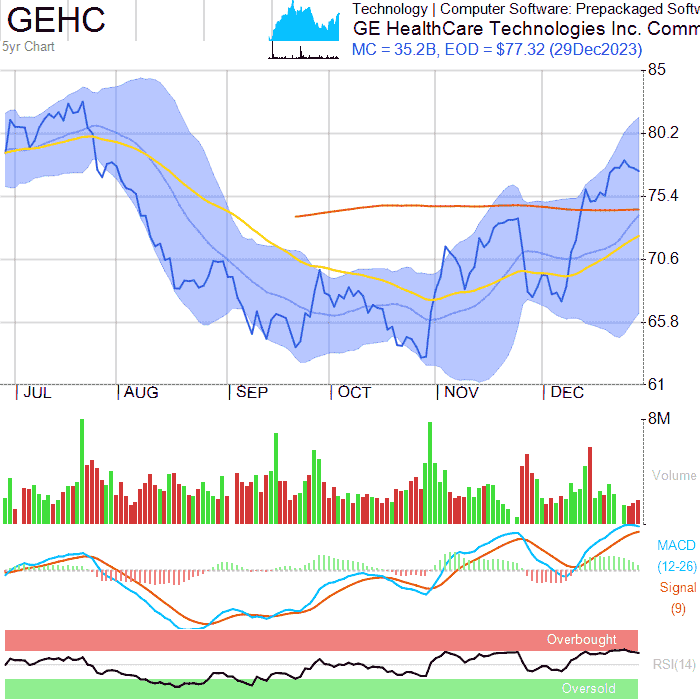 GEHC
5yr Chart
Technology | Computer Software: Prepackaged Softw
GE HealthCare Technologies Inc. Comm
MC = 35.2B, EOD = $77.32 (29Dec2023)
85
80.2
75.4
70.6
65.8
61
JUL AUG SEP OCT NOV DEC
8M
Volume
MACD
(12-26)
Signal
(9)
Overbought
RSI(14)
Oversold